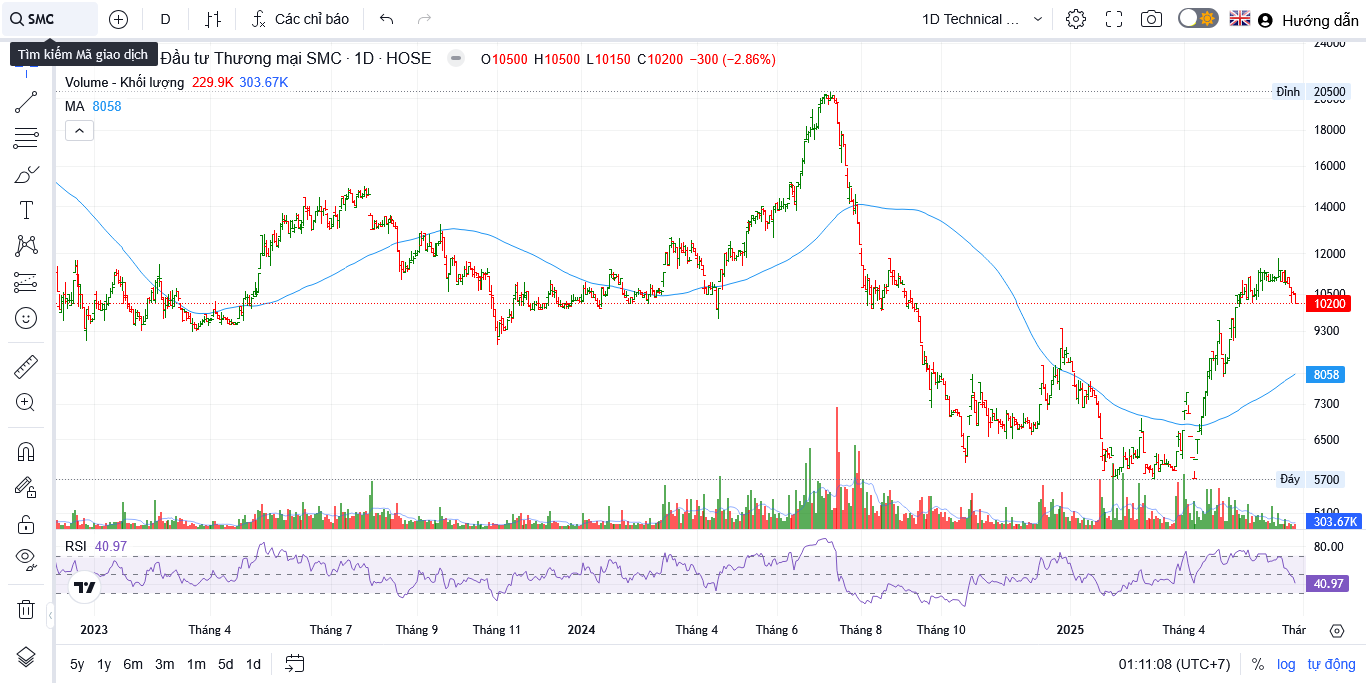 SMC
D
Các chỉ báo
1D Technical ...
Hướng dẫn
Tìm kiếm Mã giao dịch
Đầu tư Thương mại SMC · 1D · HOSE
O10500 H10500 L10150 C10200 −300 (−2.86%)
Volume - Khối lượng 229.9K 303.67K
MA 8058
24000
Đỉnh 20500
20000
18000
16000
14000
12000
10500
10200
9300
8058
7300
6500
Đáy 5700
5100
303.67K
RSI 40.97
80.00
40.97
2023 Tháng 4 Tháng 7 Tháng 9 Tháng 11 2024 Tháng 4 Tháng 6 Tháng 8 Tháng 10 2025 Tháng 4 Thár
5y 1y 6m 3m 1m 5d 1d
01:11:08 (UTC+7) % log tự động